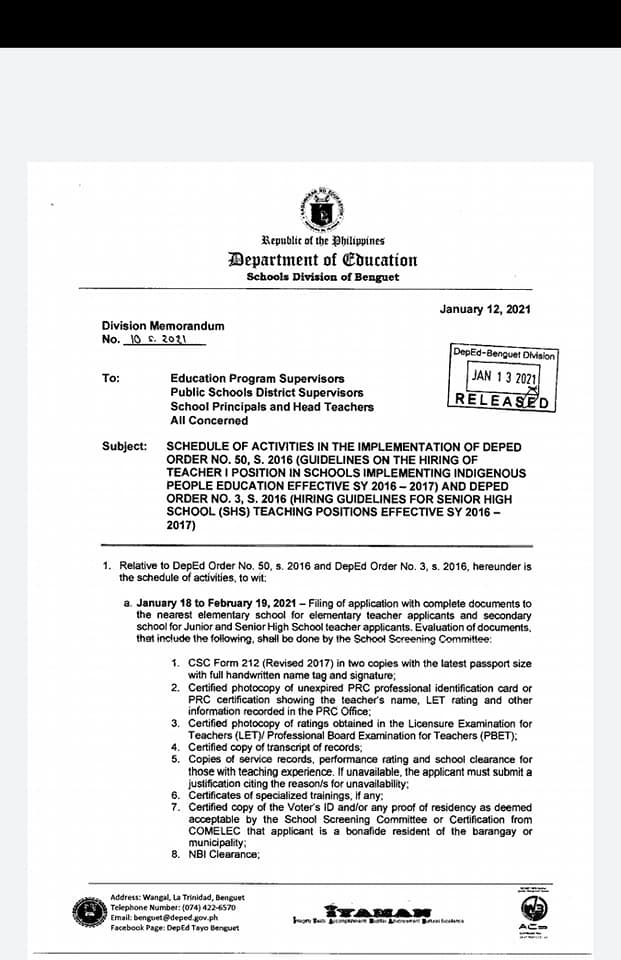 Republic of the Philippines
Department of Education
Schools Division of Benguet
January 12, 2021
Division Memorandum
No. 10 s. 2021
DepEd-Benguet Division
JAN 13 2021
RELEASED
To: Education Program Supervisors
Public Schools District Supervisors
School Principals and Head Teachers
All Concerned
Subject: SCHEDULE OF ACTIVITIES IN THE IMPLEMENTATION OF DEPED
ORDER NO. 50, S. 2016 (GUIDELINES ON THE HIRING OF
TEACHER I POSITION IN SCHOOLS IMPLEMENTING INDIGENOUS
PEOPLE EDUCATION EFFECTIVE SY 2016 – 2017) AND DEPED
ORDER NO. 3, S. 2016 (HIRING GUIDELINES FOR SENIOR HIGH
SCHOOL (SHS) TEACHING POSITIONS EFFECTIVE SY 2016 –
2017)
1. Relative to DepEd Order No. 50, s. 2016 and DepEd Order No. 3, s. 2016, hereunder is
the schedule of activities, to wit:
a. January 18 to February 19, 2021 – Filing of application with complete documents to
the nearest elementary school for elementary teacher applicants and secondary
school for Junior and Senior High School teacher applicants. Evaluation of documents,
that include the following, shall be done by the School Screening Committee:
1. CSC Form 212 (Revised 2017) in two copies with the latest passport size
with full handwritten name tag and signature;
2. Certified photocopy of unexpired PRC professional identification card or
PRC certification showing the teacher's name, LET rating and other
information recorded in the PRC Office;
3. Certified photocopy of ratings obtained in the Licensure Examination for
Teachers (LET)/ Professional Board Examination for Teachers (PBET);
4. Certified copy of transcript of records;
5. Copies of service records, performance rating and school clearance for
those with teaching experience. If unavailable, the applicant must submit a
justification citing the reason/s for unavailability;
6. Certificates of specialized trainings, if any;
7. Certified copy of the Voter's ID and/or any proof of residency as deemed
acceptable by the School Screening Committee or Certification from
COMELEC that applicant is a bonafide resident of the barangay or
municipality;
8. NBI Clearance;
Address: Wangal, La Trinidad, Benguet
Telephone Number: (074) 422-6570
Email: benguet@deped.gov.ph
Facebook Page: DepEd Tayo Benguet